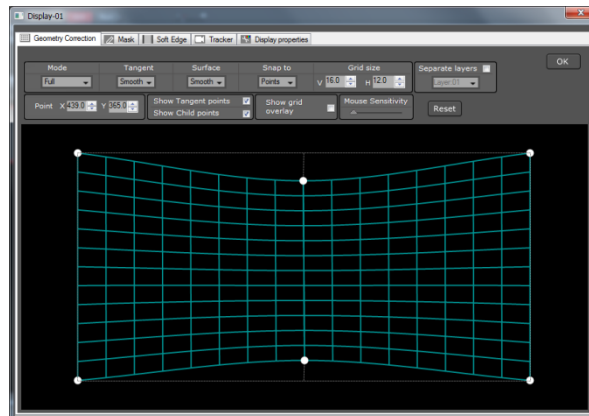 Display-01
Geometry Correction Mask Soft Edge Tracker Display properties
Mode Tangent Surface Snap to Grid size Separate layers OK
Full Smooth Smooth Points V 16.0 H 12.0 Layer 01
Point X 439.0 Y Show Tangent points Show grid overlay Mouse Sensitivity Reset
Show Child points